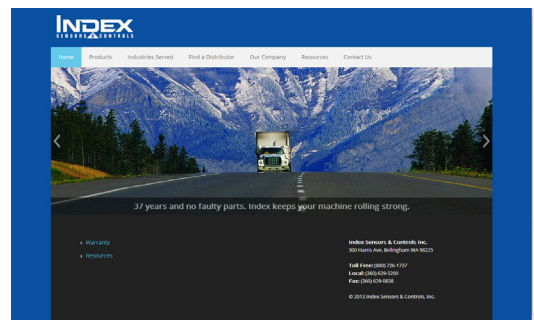 INDEX
SENSORS & CONTROLS
Home Products Industries Served Find a Distributor Our Company Resources Contact Us
37 years and no faulty parts. Index keeps your machine rolling strong.
Warranty
Resources
Index Sensors & Controls Inc.
300 Harris Ave, Bellingham WA 98225
Toll Free: (800) 726-1737
Local: (360) 629-5200
Fax: (360) 629-0838
© 2013 Index Sensors & Controls, Inc.